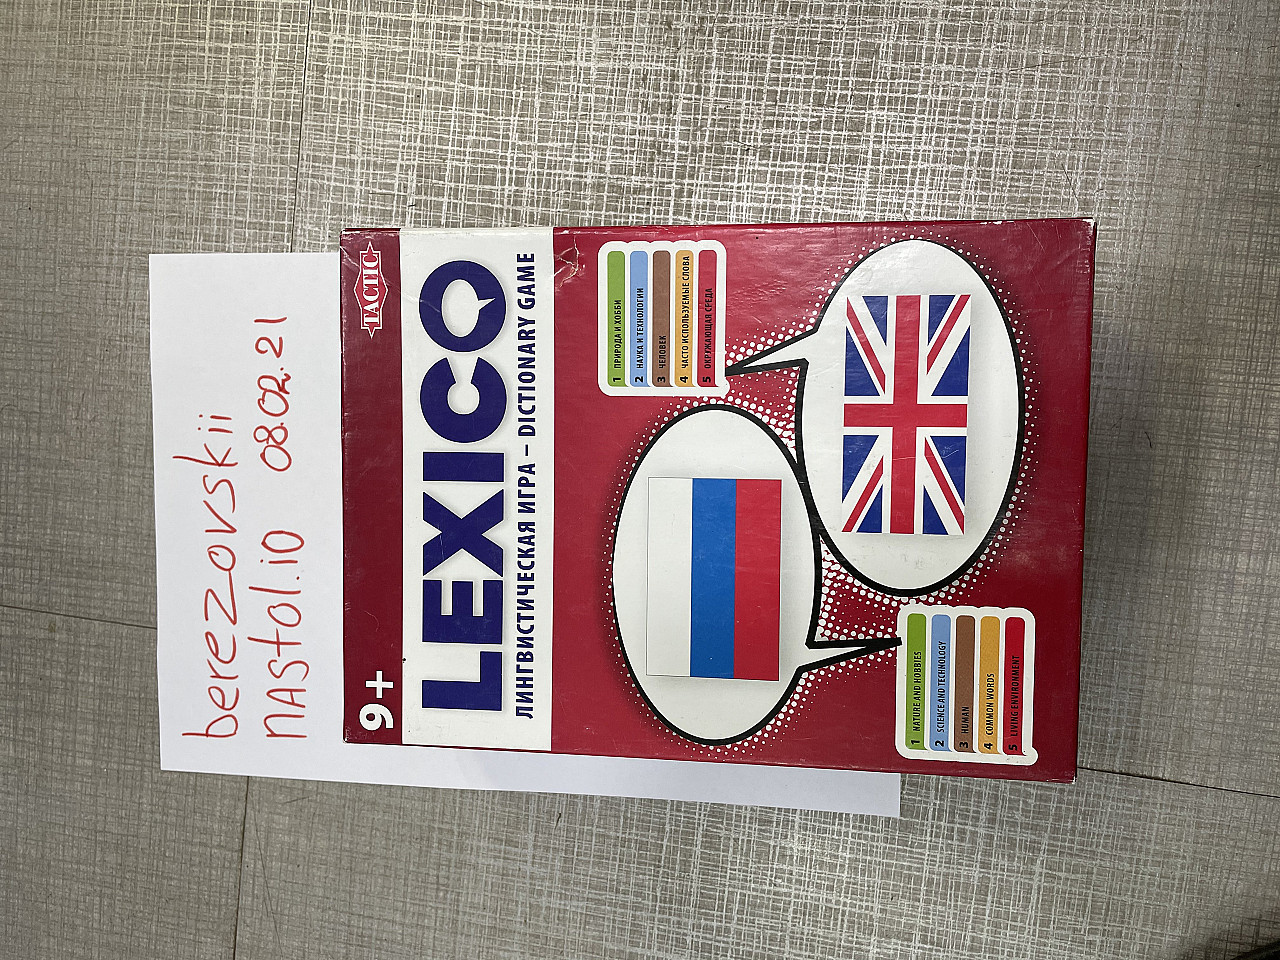 berezovskii
nastol.io 08.02.21
9+
TACTIC
LEXICO
ЛИНГВИСТИЧЕСКАЯ ИГРА – DICTIONARY GAME
1 ПРИРОДА И ХОББИ
2 НАУКА И ТЕХНОЛОГИИ
3 ЧЕЛОВЕК
4 ЧАСТО ИСПОЛЬЗУЕМЫЕ СЛОВА
5 ОКРУЖАЮЩАЯ СРЕДА
1 NATURE AND HOBBIES
2 SCIENCE AND TECHNOLOGY
3 HUMAN
4 COMMON WORDS
5 LIVING ENVIRONMENT